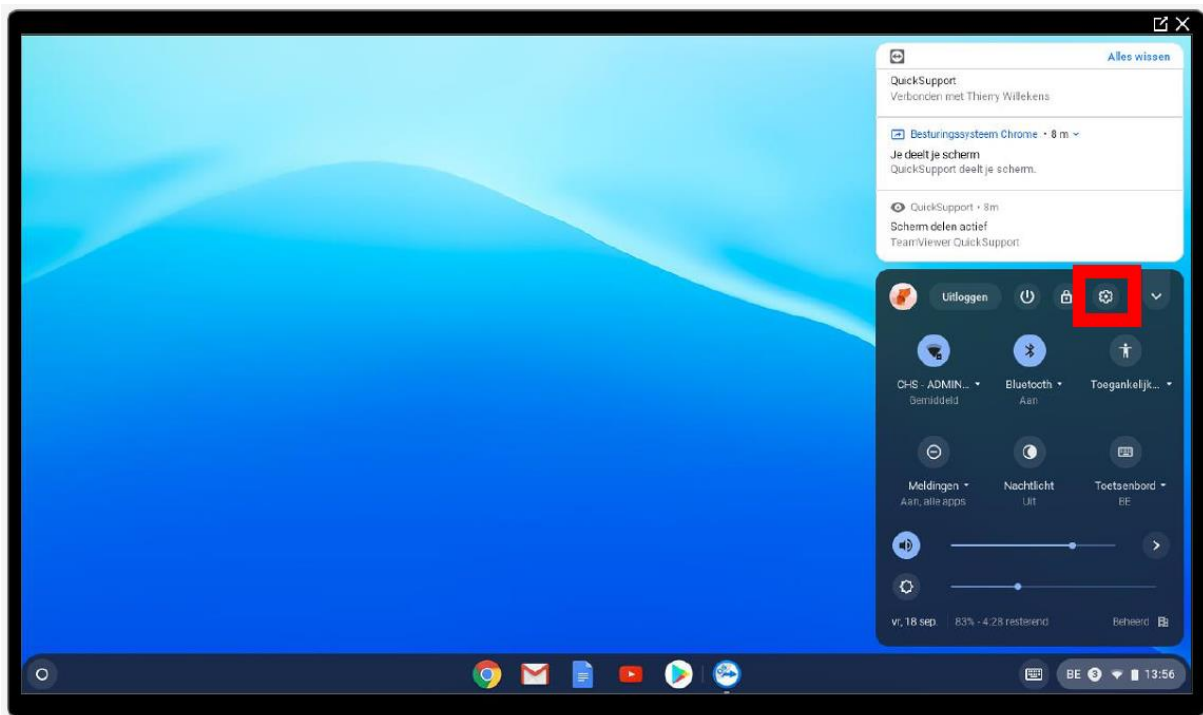 Alles wissen
QuickSupport
Verbonden met Thierry Willekens
Besturingssysteem Chrome • 8 m
Je deelt je scherm
QuickSupport deelt je scherm.
QuickSupport • 8m
Scherm delen actief
TeamViewer QuickSupport
Uitloggen
CHS - ADMIN... Bluetooth Toegankelijk...
Gemiddeld Aan
Meldingen Nachtlicht Toetsenbord
Aan, alle apps Uit BE
vr, 18 sep. 83% - 4:28 resterend Beheerd
BE 3 13:56